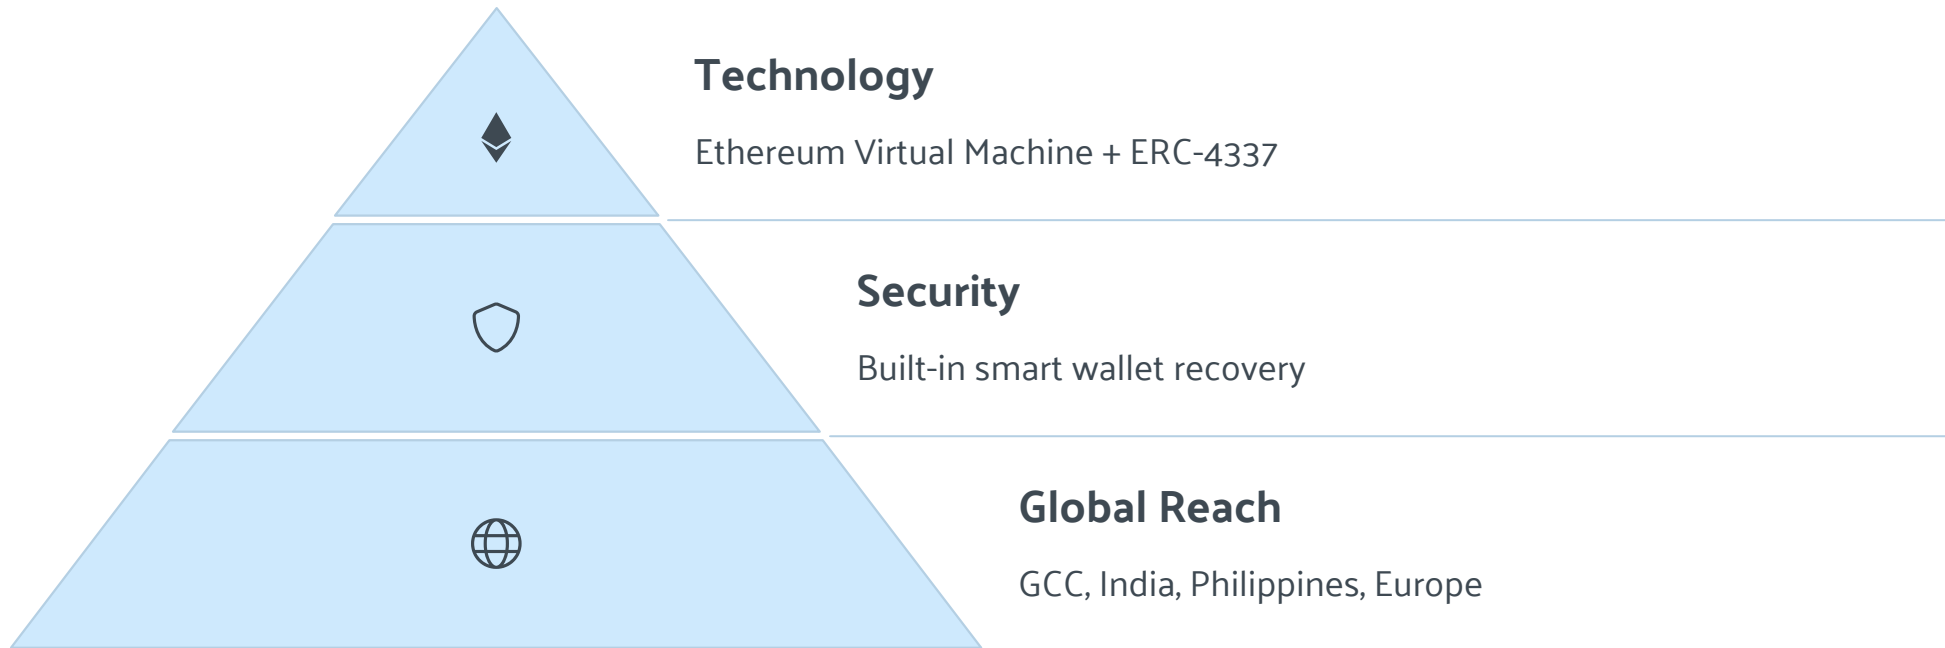 Technology
Ethereum Virtual Machine + ERC-4337
Security
Built-in smart wallet recovery
Global Reach
GCC, India, Philippines, Europe